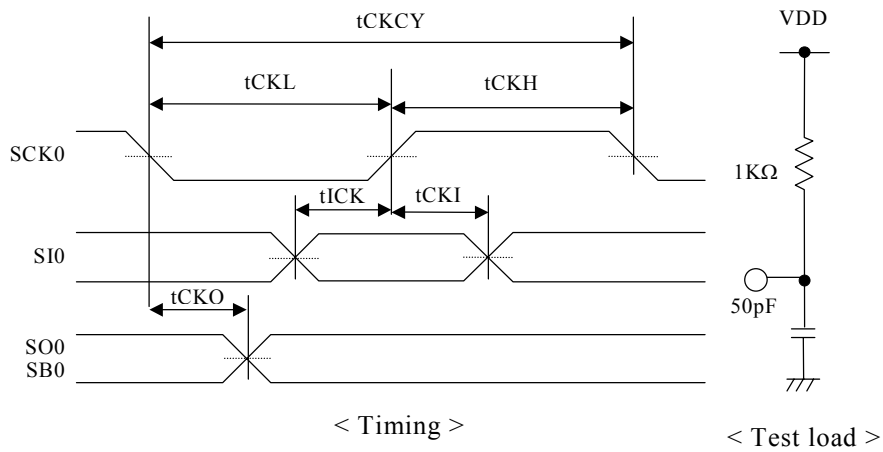 tCKCY
VDD
tCKL
tCKH
SCK0
1KΩ
tICK
tCKI
SI0
tCKO
50pF
SO0
SB0
< Timing >
< Test load >